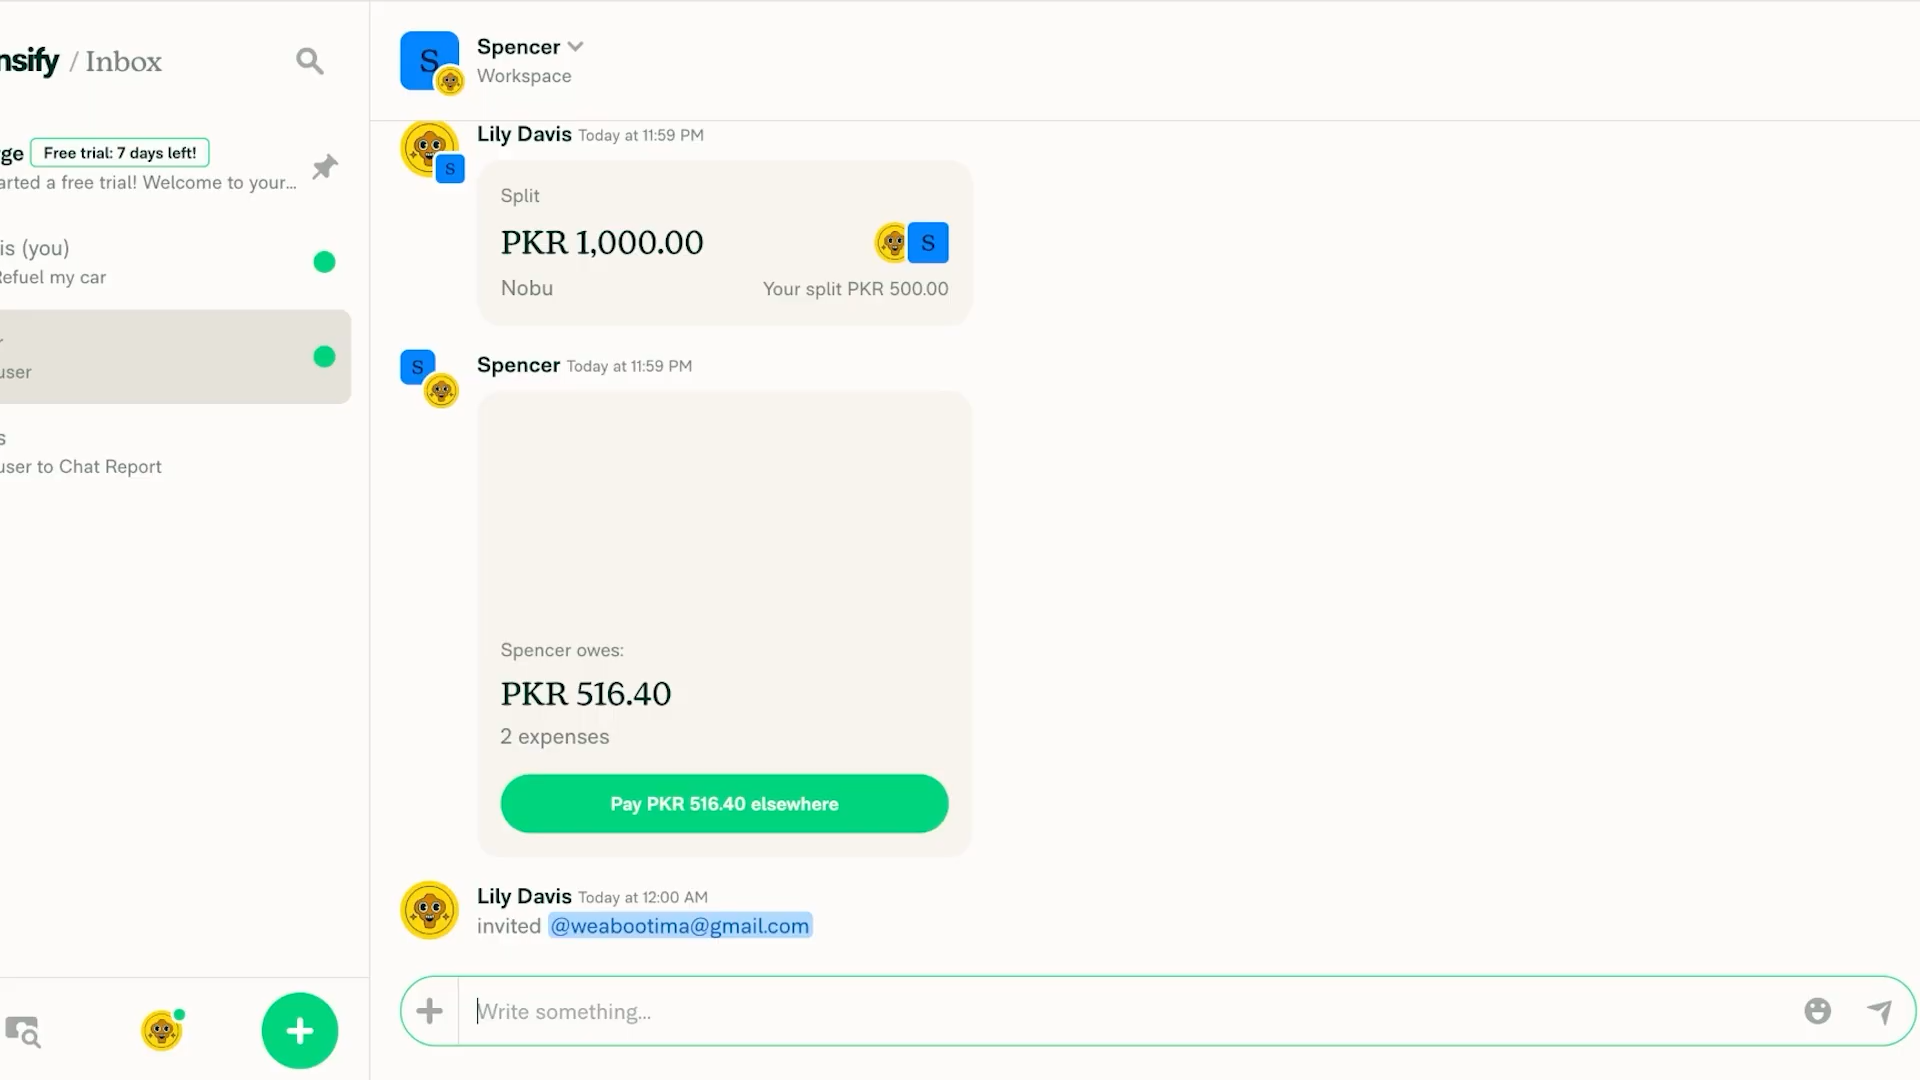 nsify / Inbox
ge Free trial: 7 days left!
arted a free trial! Welcome to your...
is (you)
Refuel my car
user
s
user to Chat Report
S
Spencer
Workspace
Lily Davis Today at 11:59 PM
S
Split
PKR 1,000.00
S
Nobu
Your split PKR 500.00
S
Spencer Today at 11:59 PM
Spencer owes:
PKR 516.40
2 expenses
Pay PKR 516.40 elsewhere
Lily Davis Today at 12:00 AM
invited @weabootima@gmail.com
Write something...